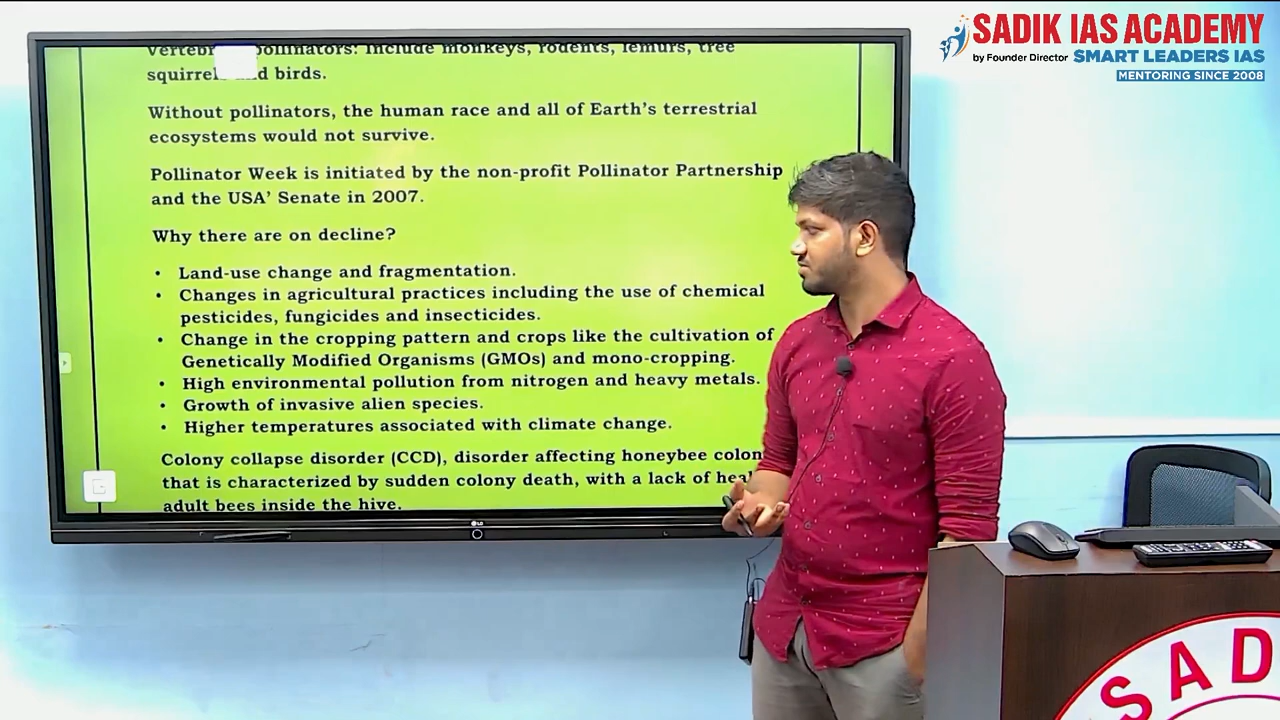 SADIK IAS ACADEMY
by Founder Director SMART LEADERS IAS
MENTORING SINCE 2008
pollinators: include monkeys, rodents, lemurs, tree
birds.
Without pollinators, the human race and all of Earth's terrestrial
ecosystems would not survive.
Pollinator Week is initiated by the non-profit Pollinator Partnership
and the USA' Senate in 2007.
Why there are on decline?
• Land-use change and fragmentation.
• Changes in agricultural practices including the use of chemical
pesticides, fungicides and insecticides.
• Change in the cropping pattern and crops like the cultivation of
Genetically Modified Organisms (GMOs) and mono-cropping.
• High environmental pollution from nitrogen and heavy metals.
• Growth of invasive alien species.
• Higher temperatures associated with climate change.
Colony collapse disorder (CCD), disorder affecting honeybee colon
that is characterized by sudden colony death, with a lack of
adult bees inside the hive.
LG
SAD